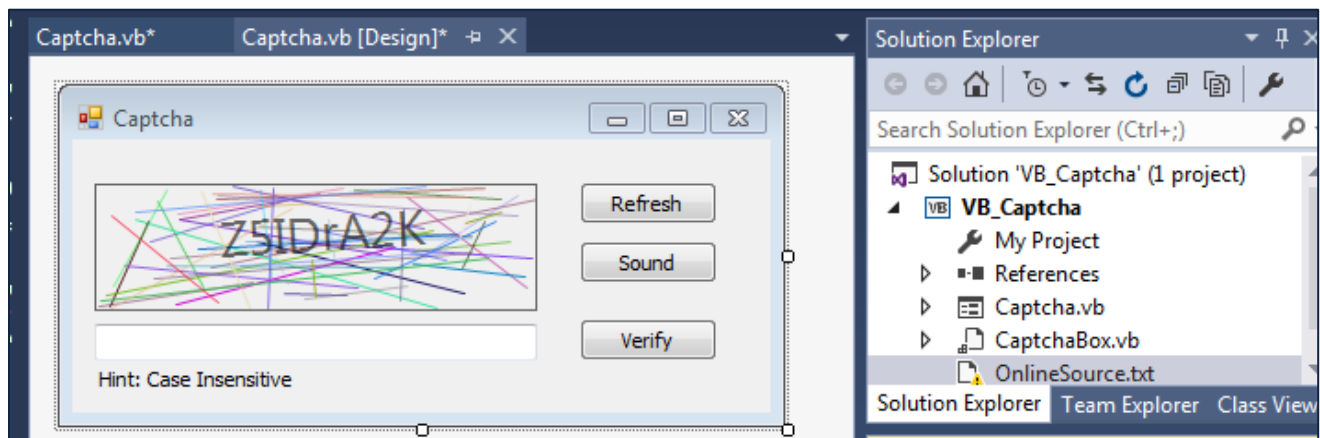 Captcha.vb* Captcha.vb [Design]*
Captcha
Z5IDrA2K
Refresh
Sound
Verify
Hint: Case Insensitive
Solution Explorer
Search Solution Explorer (Ctrl+;)
Solution 'VB_Captcha' (1 project)
VB VB_Captcha
My Project
References
Captcha.vb
CaptchaBox.vb
OnlineSource.txt
Solution Explorer Team Explorer Class View